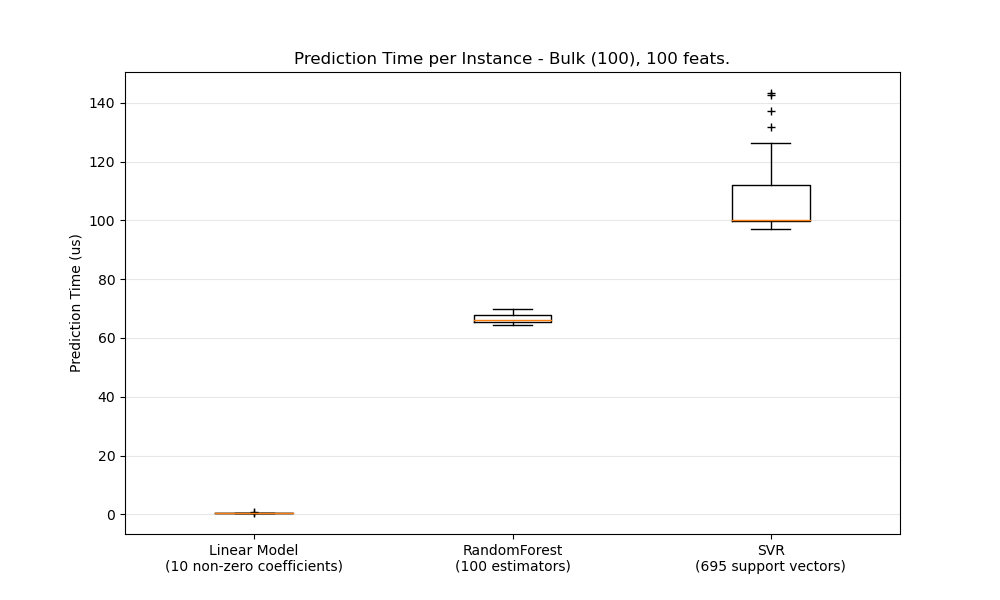 Prediction Time per Instance - Bulk (100), 100 feats.
140
120
100
80
60
40
20
0
Prediction Time (us)
Linear Model
(10 non-zero coefficients)
RandomForest
(100 estimators)
SVR
(695 support vectors)